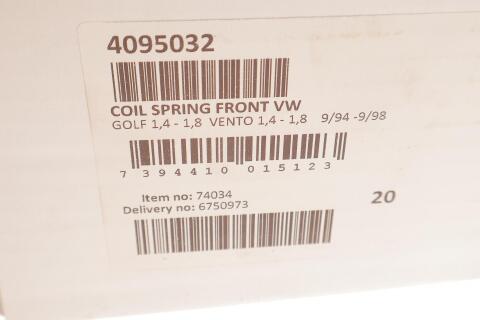 4095032
COIL SPRING FRONT VW
GOLF 1,4 - 1,8 VENTO 1,4 - 1,8 9/94 -9/98
7 394410 015123
Item no: 74034
Delivery no: 6750973
20